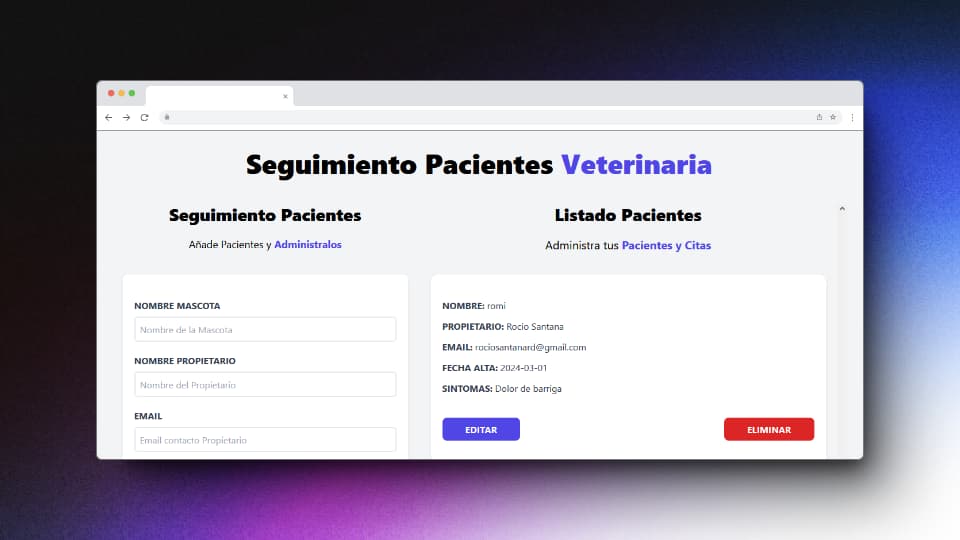 Seguimiento Pacientes Veterinaria
Seguimiento Pacientes
Añade Pacientes y Administralos
NOMBRE MASCOTA
Nombre de la Mascota
NOMBRE PROPIETARIO
Nombre del Propietario
EMAIL
Email contacto Propietario
Listado Pacientes
Administra tus Pacientes y Citas
NOMBRE: romi
PROPIETARIO: Rocio Santana
EMAIL: rociosantanard@gmail.com
FECHA ALTA: 2024-03-01
SINTOMAS: Dolor de barriga
EDITAR
ELIMINAR